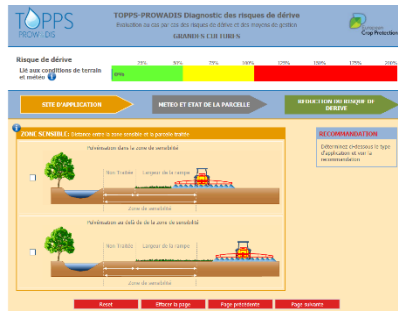 TOPPS
PROWADIS
TOPPS-PROWADIS Diagnostic des risques de dérive
Evaluation au cas par cas des risques de dérive et des moyens de gestion
GRANDES CULTURES
Crop Protection
Risque de dérive
Lié aux conditions de terrain et météo
25% 50% 75% 100% 125% 150% 175% 200%
SITE D'APPLICATION
METEO ET ETAT DE LA PARCELLE
REDUCTION DU RISQUE DE DERIVE
ZONE SENSIBLE: Distance entre la zone sensible et la parcelle traitée
RECOMMANDATION
Déterminez ci-dessous le type d'application et voir la recommandation
Pulvérisation dans la zone de sensibilité
Non Traitée Largeur de la rampe
Zone de sensibilité
Pulvérisation au delà de la zone de sensibilité
Non Traitée Largeur de la rampe
Zone de sensibilité
Reset
Effacer la page
Page précédente
Page suivante